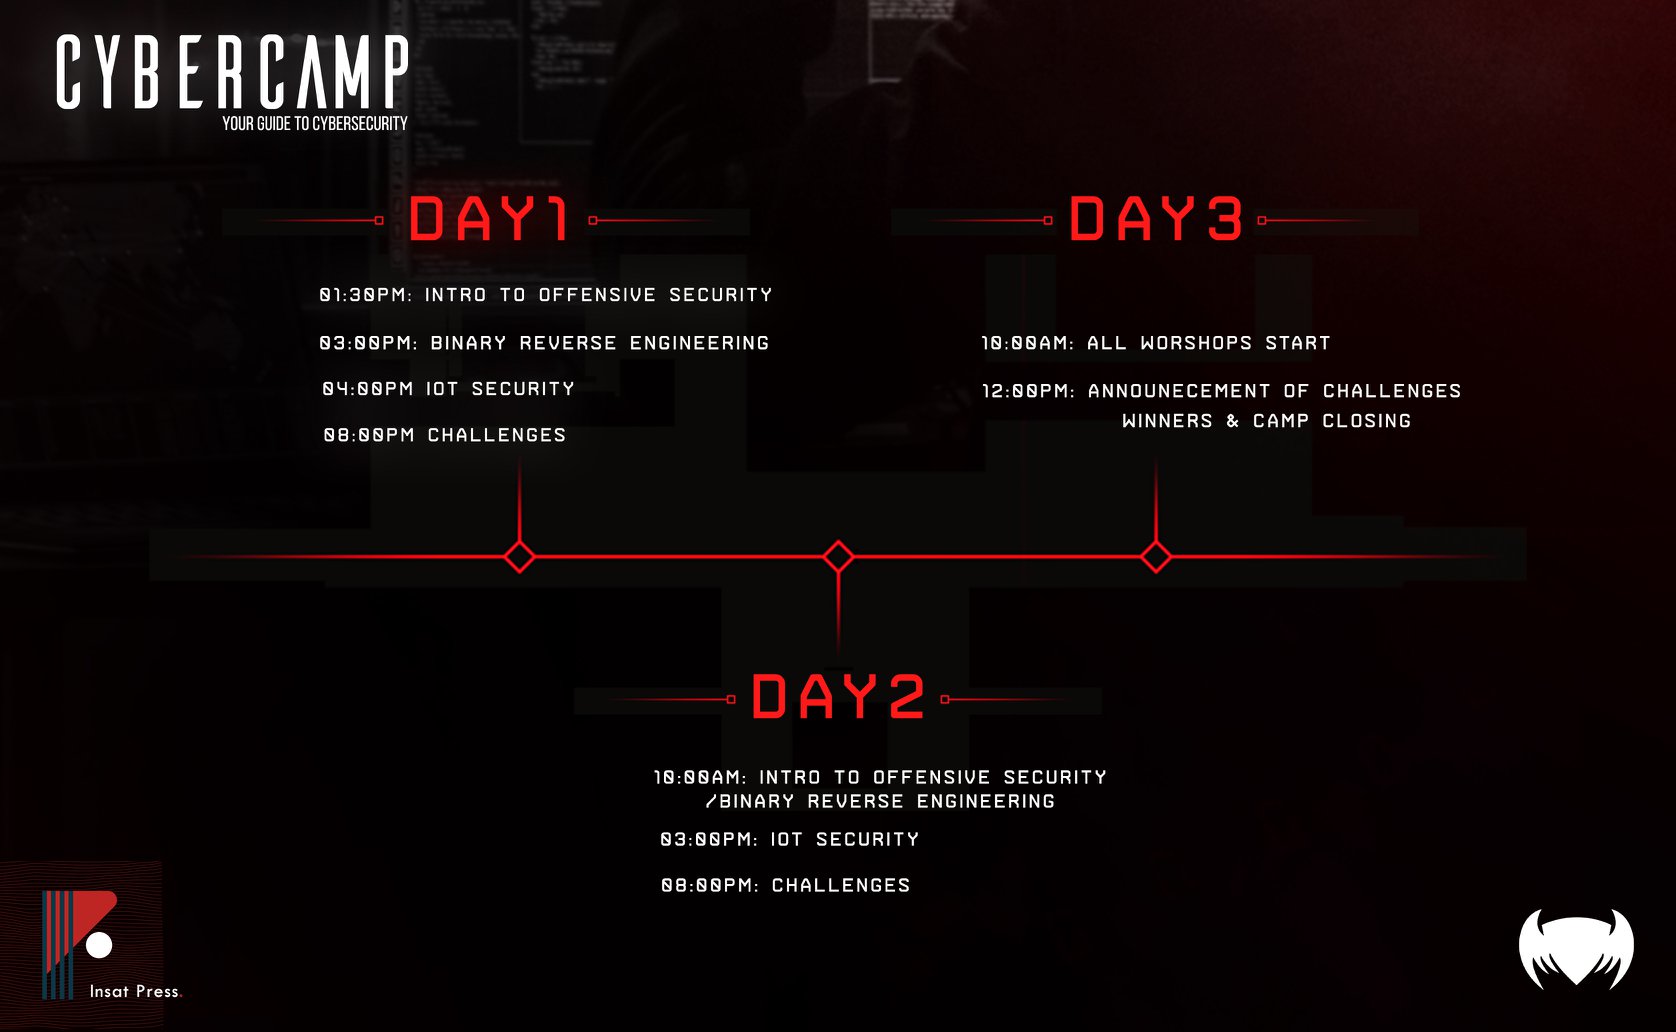 CYBERCAMP
YOUR GUIDE TO CYBERSECURITY
DAY1
01:30PM: INTRO TO OFFENSIVE SECURITY
03:00PM: BINARY REVERSE ENGINEERING
04:00PM IOT SECURITY
08:00PM CHALLENGES
DAY3
10:00AM: ALL WORSHOPS START
12:00PM: ANNOUNECEMENT OF CHALLENGES
WINNERS & CAMP CLOSING
DAY2
10:00AM: INTRO TO OFFENSIVE SECURITY
/BINARY REVERSE ENGINEERING
03:00PM: IOT SECURITY
08:00PM: CHALLENGES
Insat Press.